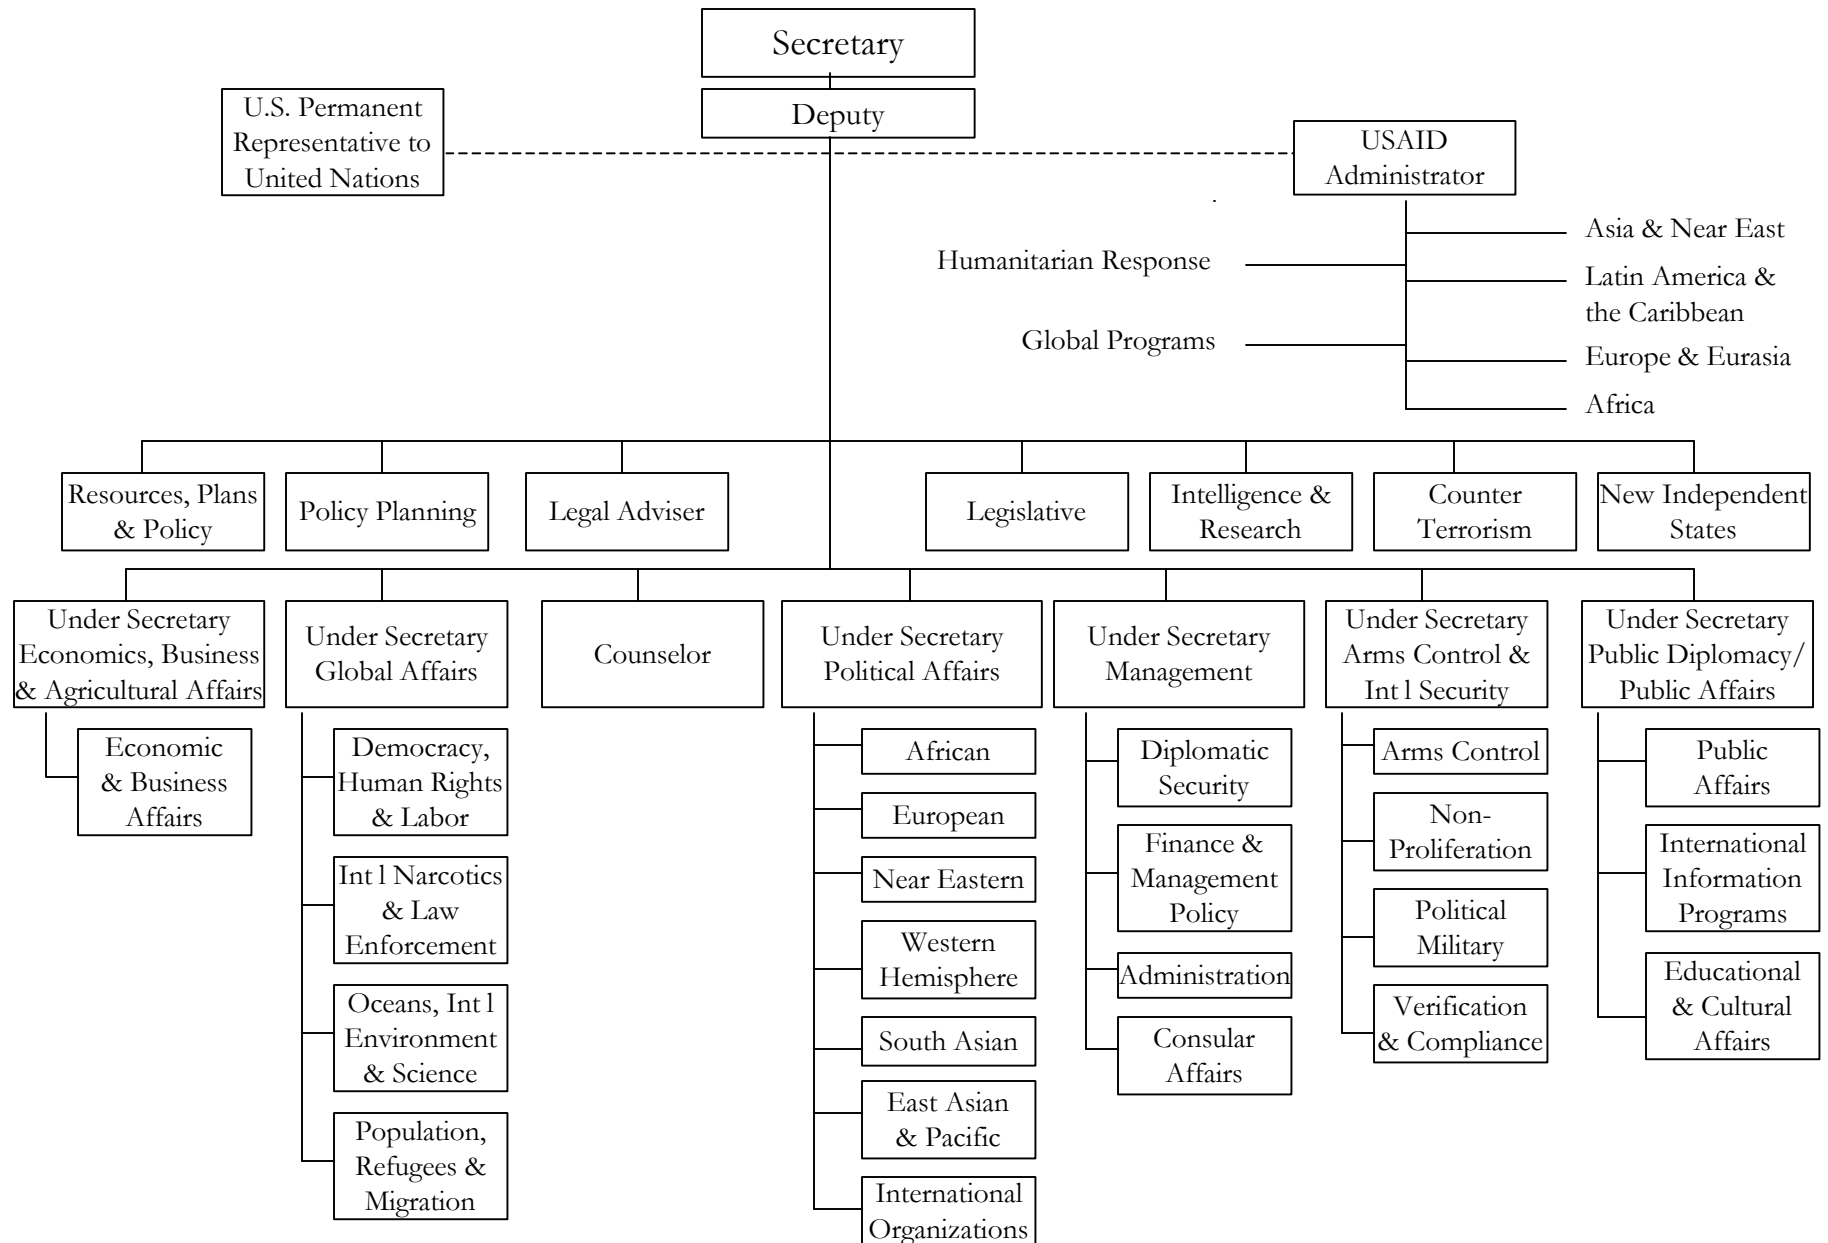 Secretary
Deputy
U.S. Permanent
Representative to
United Nations
USAID
Administrator
Humanitarian Response
Global Programs
Asia & Near East
Latin America &
the Caribbean
Europe & Eurasia
Africa
Resources, Plans
& Policy
Policy Planning
Legal Adviser
Legislative
Intelligence &
Research
Counter
Terrorism
New Independent
States
Under Secretary
Economics, Business
& Agricultural Affairs
Economic
& Business
Affairs
Under Secretary
Global Affairs
Democracy,
Human Rights
& Labor
Int l Narcotics
& Law
Enforcement
Oceans, Int l
Environment
& Science
Population,
Refugees &
Migration
Counselor
Under Secretary
Political Affairs
African
European
Near Eastern
Western
Hemisphere
South Asian
East Asian
& Pacific
International
Organizations
Under Secretary
Management
Diplomatic
Security
Finance &
Management
Policy
Administration
Consular
Affairs
Under Secretary
Arms Control &
Int l Security
Arms Control
Non-
Proliferation
Political
Military
Verification
& Compliance
Under Secretary
Public Diplomacy/
Public Affairs
Public
Affairs
International
Information
Programs
Educational
& Cultural
Affairs